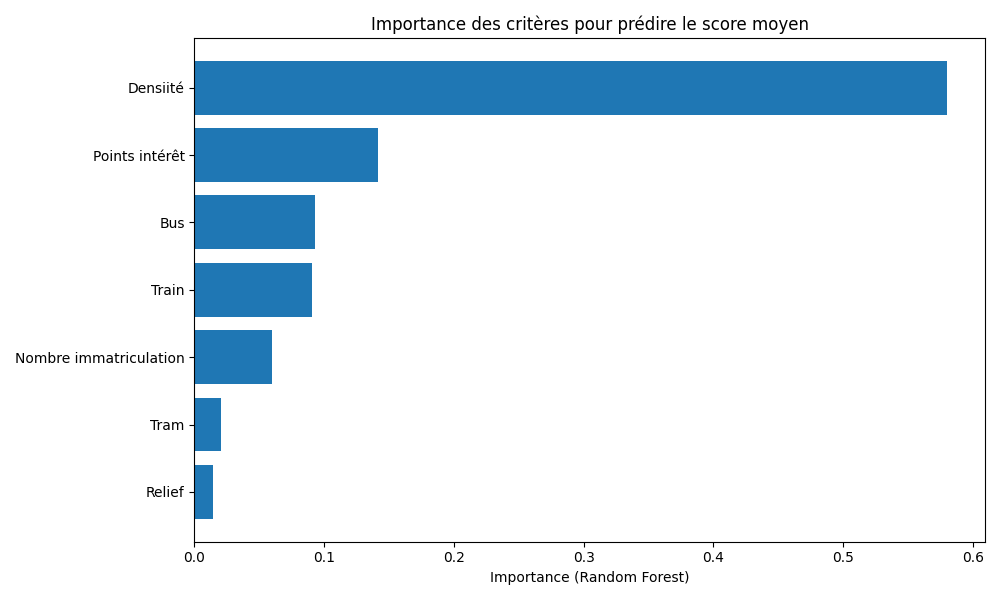 Importance des critères pour prédire le score moyen
Densiité
Points intérêt
Bus
Train
Nombre immatriculation
Tram
Relief
0.0 0.1 0.2 0.3 0.4 0.5 0.6
Importance (Random Forest)